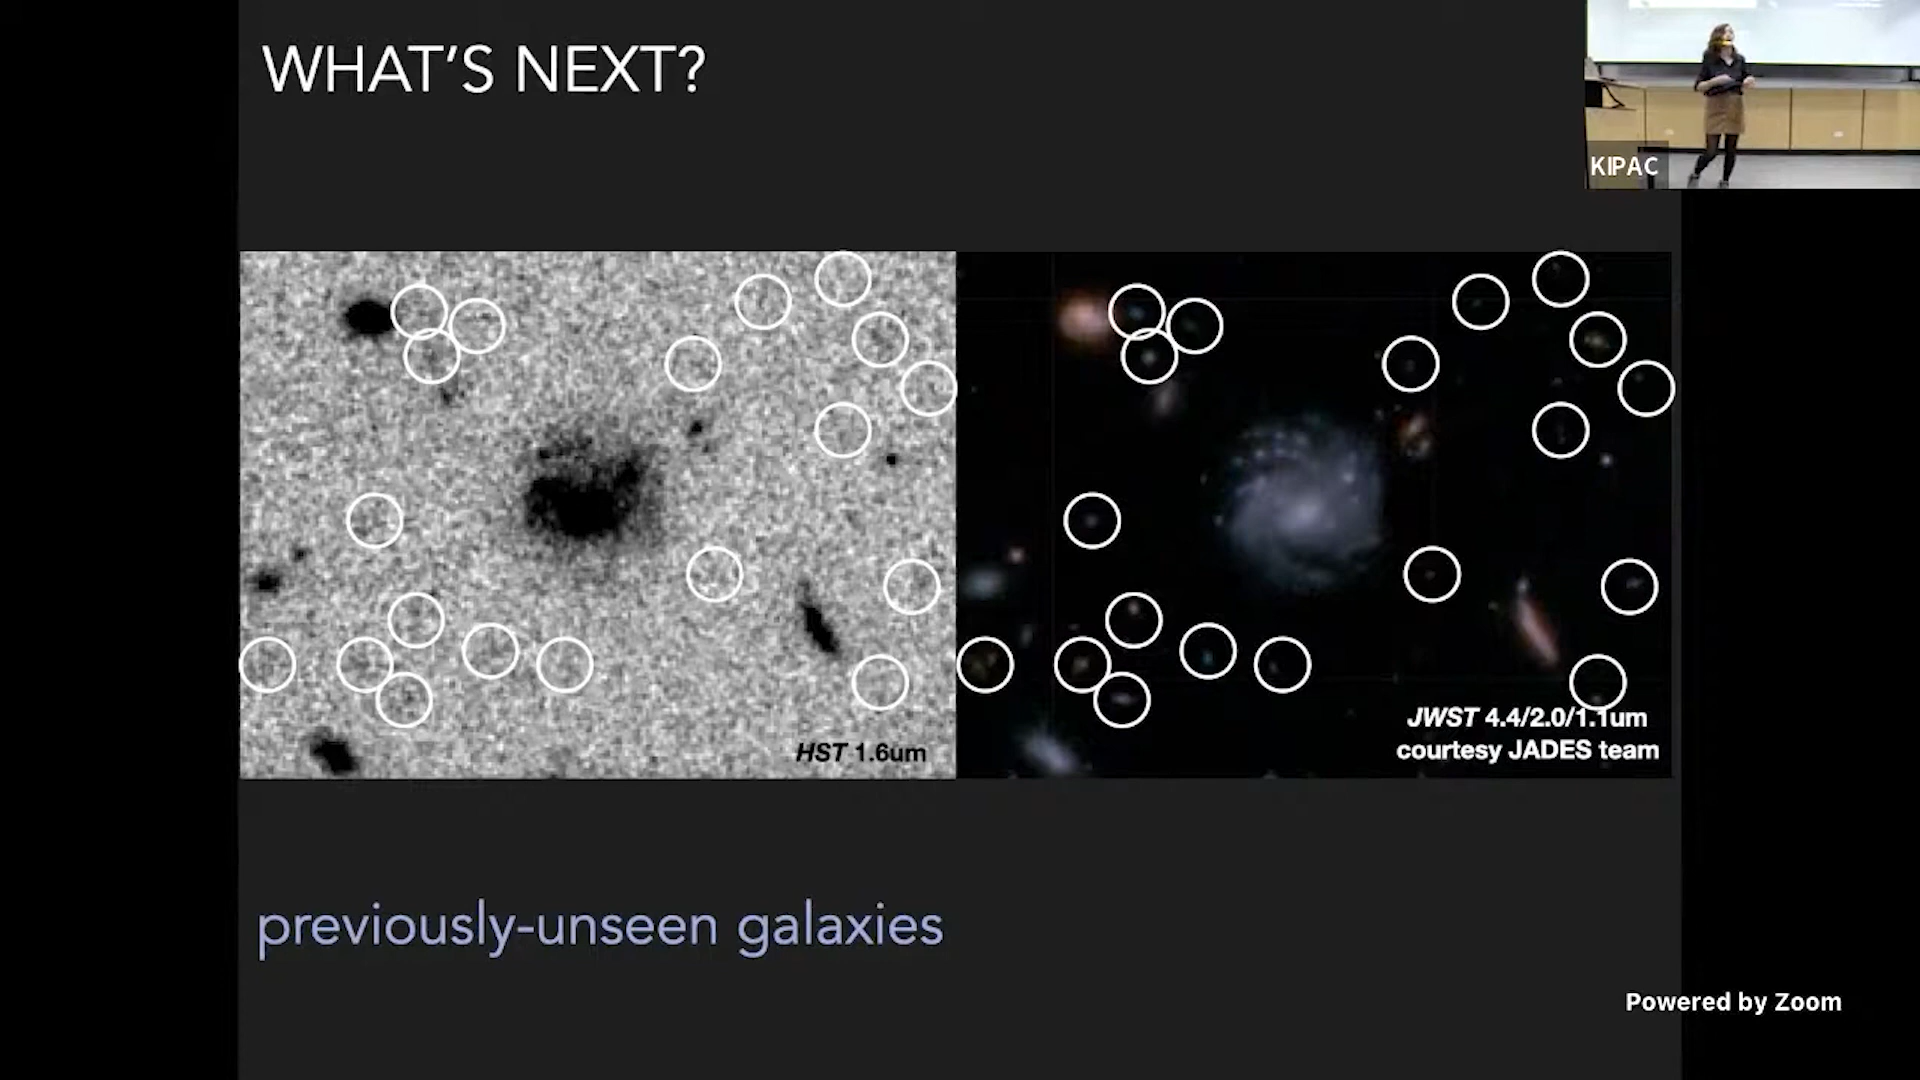 WHAT'S NEXT?
KIPAC
HST 1.6um
JWST 4.4/2.0/1.1um
courtesy JADES team
previously-unseen galaxies
Powered by Zoom